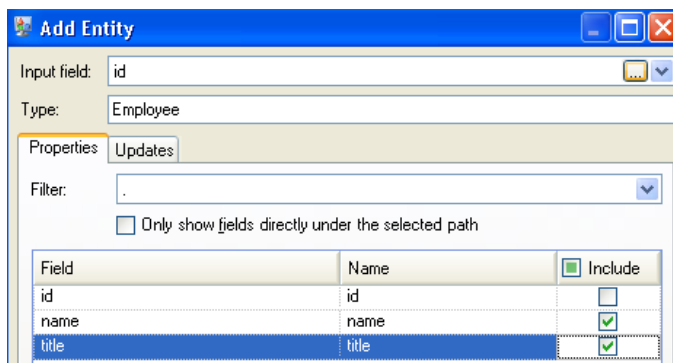 Add Entity
Input field: id ...
Type: Employee
Properties Updates
Filter: .
Only show fields directly under the selected path
Field Name Include
id id
name name
title title